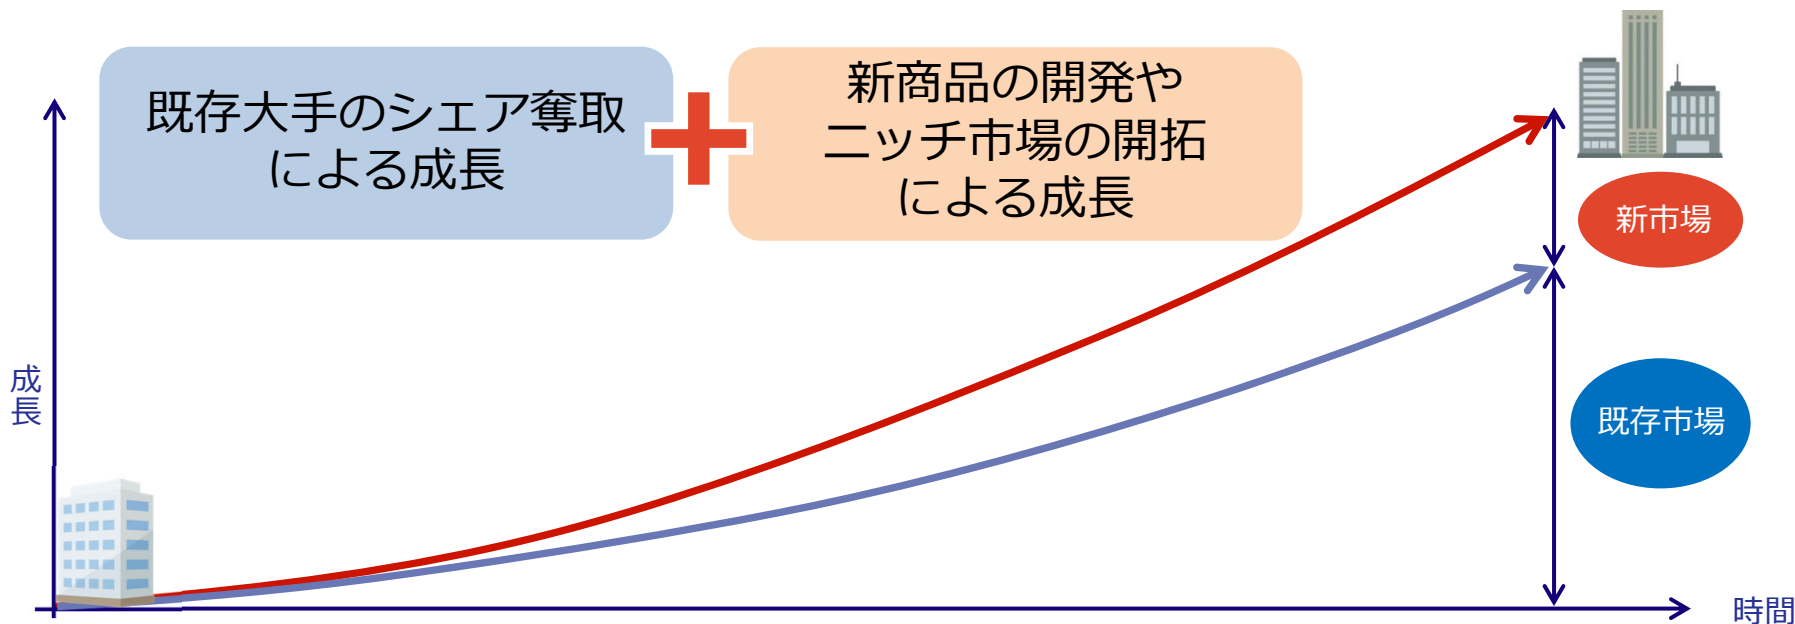 既存大手のシェア奪取
による成長
新商品の開発や
ニッチ市場の開拓
による成長
新市場
既存市場
成長
時間